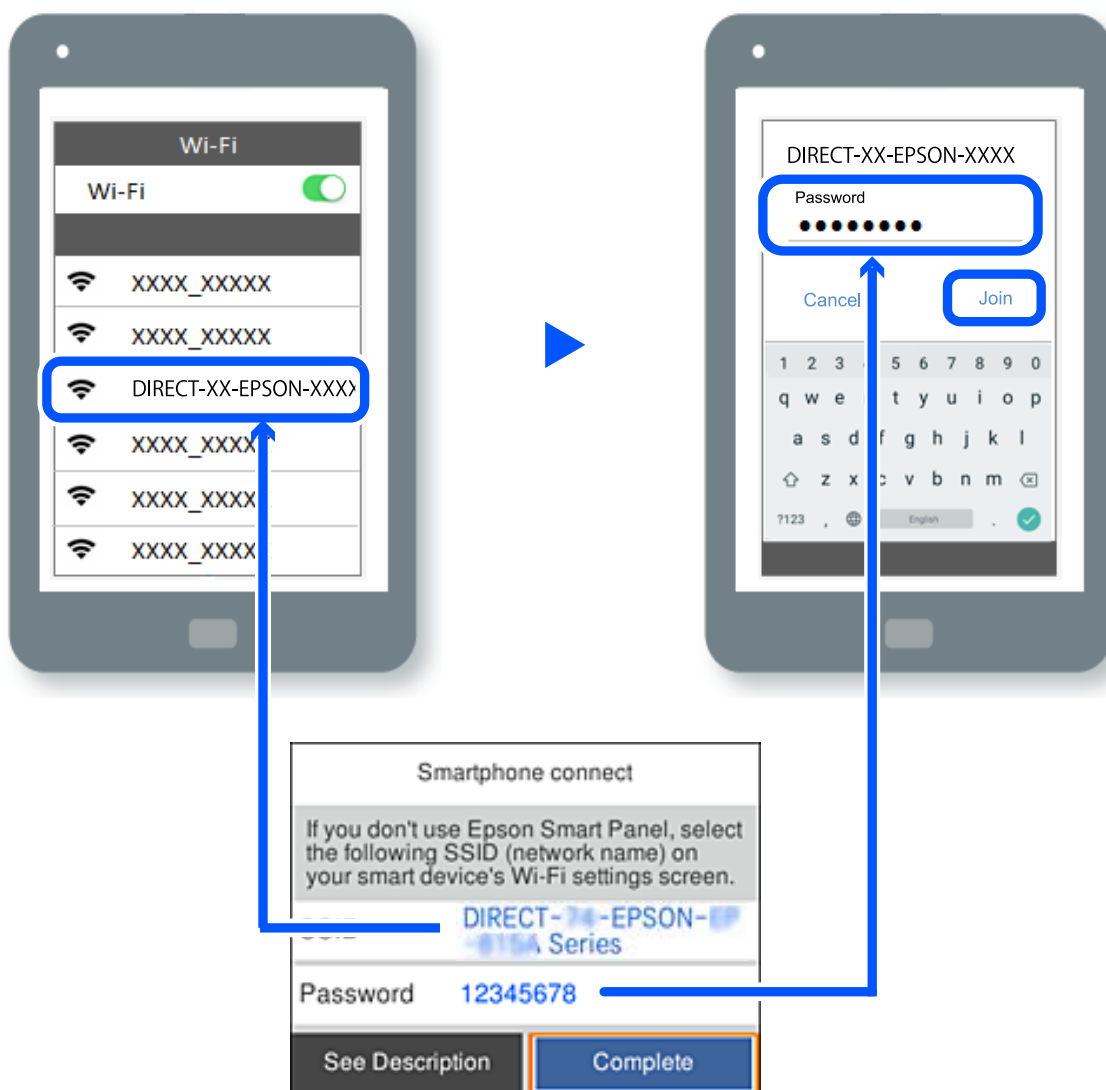 Wi-Fi
Wi-Fi
XXXX_XXXXX
XXXX_XXXXX
DIRECT-XX-EPSON-XXXX
XXXX_XXXX
XXXX_XXXX
XXXX_XXXX
DIRECT-XX-EPSON-XXXX
Password
••••••••
Cancel
Join
1 2 3 5 6 7 8 9 0
q w e t y u i o p
a s d f g h j k l
z x c v b n m
?123 , English .
Smartphone connect
If you don't use Epson Smart Panel, select
the following SSID (network name) on
your smart device's Wi-Fi settings screen.
DIRECT- -EPSON-
Series
Password 12345678
See Description
Complete